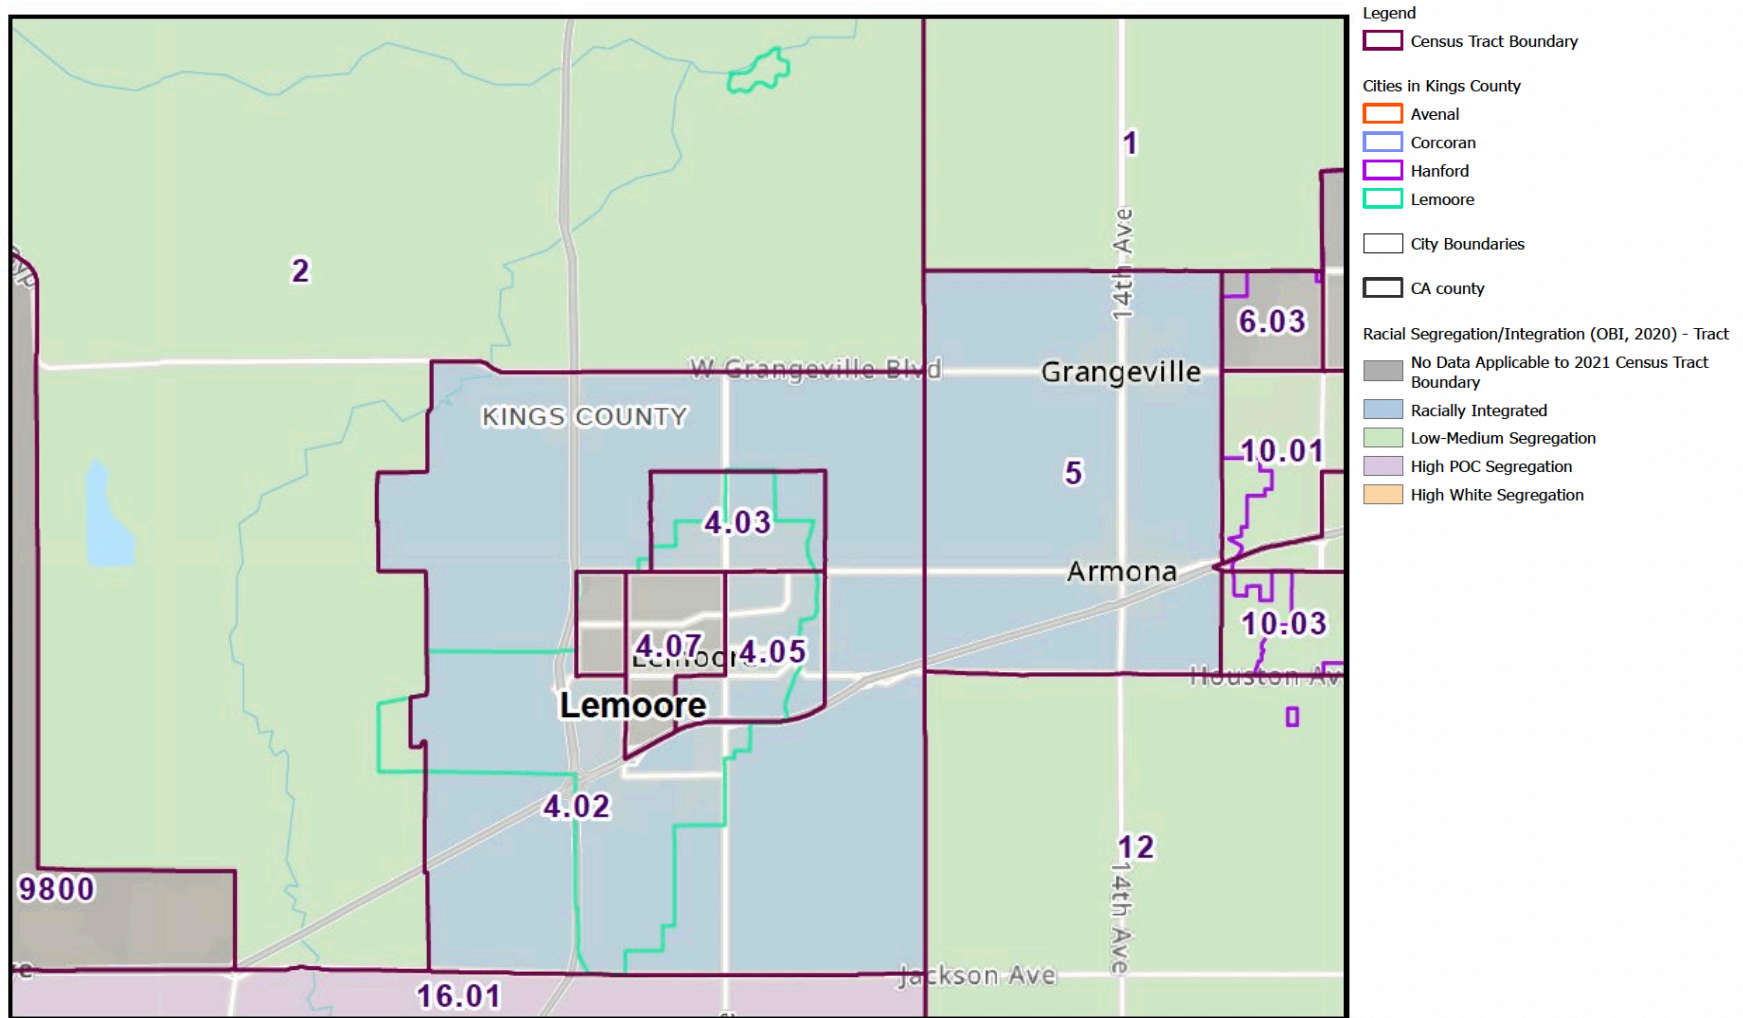 Legend
Census Tract Boundary
Cities in Kings County
Avenal
Corcoran
Hanford
Lemoore
City Boundaries
CA county
Racial Segregation/Integration (OBI, 2020) - Tract
No Data Applicable to 2021 Census Tract
Boundary
Racially Integrated
Low-Medium Segregation
High POC Segregation
High White Segregation
1
14th Ave
2
6.03
W Grangeville Blvd
Grangeville
KINGS COUNTY
10.01
5
4.03
Armona
10.03
4.07
4.05
Lemoore
Houston Av
Lemoore
4.02
12
14th Ave
9800
Jackson Ave
16.01